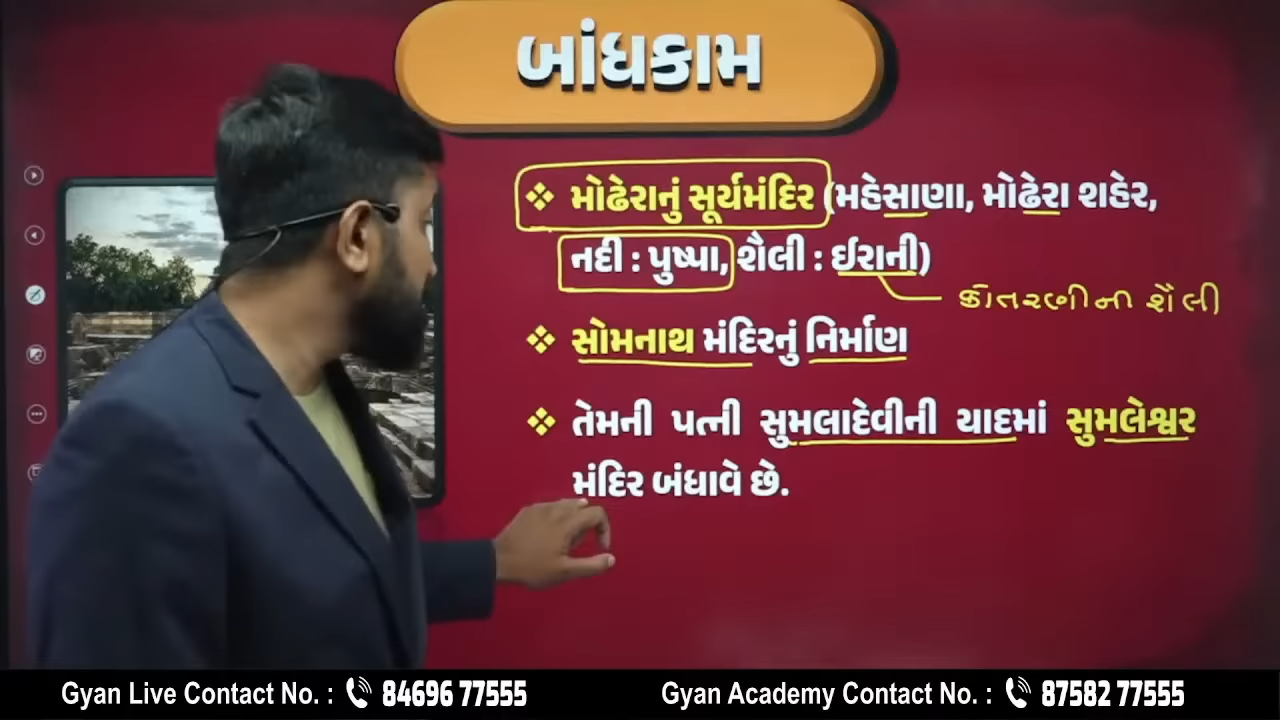 બાંધકામ
❖ મોઢેરાનું સૂર્યમંદિર (મહેસાણા, મોઢેરા શહેર,
નદી : પુષ્પા, શૈલી : ઈરાની)
કોતરણીના શૈલી
❖ સોમનાથ મંદિરનું નિર્માણ
❖ તેમની પત્ની સુમલાદેવીની યાદમાં સુમલેશ્વર
મંદિર બંધાવે છે.
Gyan Live Contact No. : 84696 77555
Gyan Academy Contact No. : 87582 77555